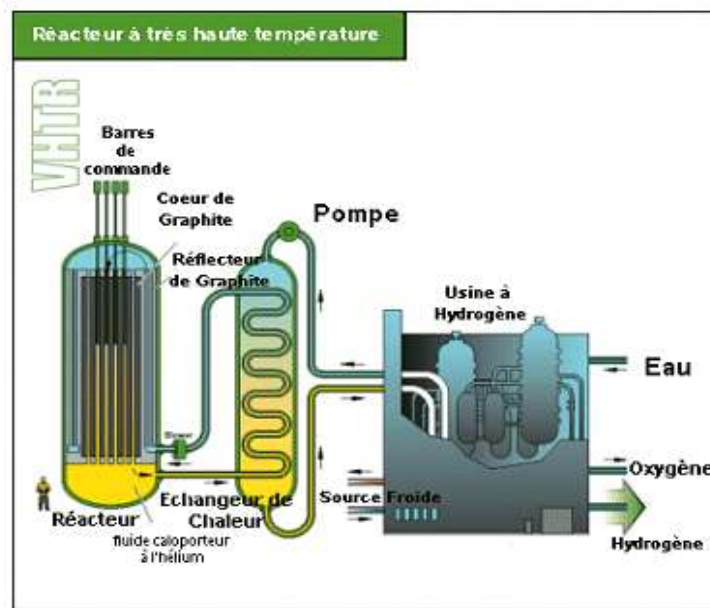 Réacteur à très haute température
VHTR
Barres
de
commande
Coeur de
Graphite
Réflecteur
de Graphite
Pompe
Usine à
Hydrogène
Eau
Oxygène
Hydrogène
Source Froide
Echangeur de
Chaleur
Réacteur
fluide caloporteur
à l'hélium